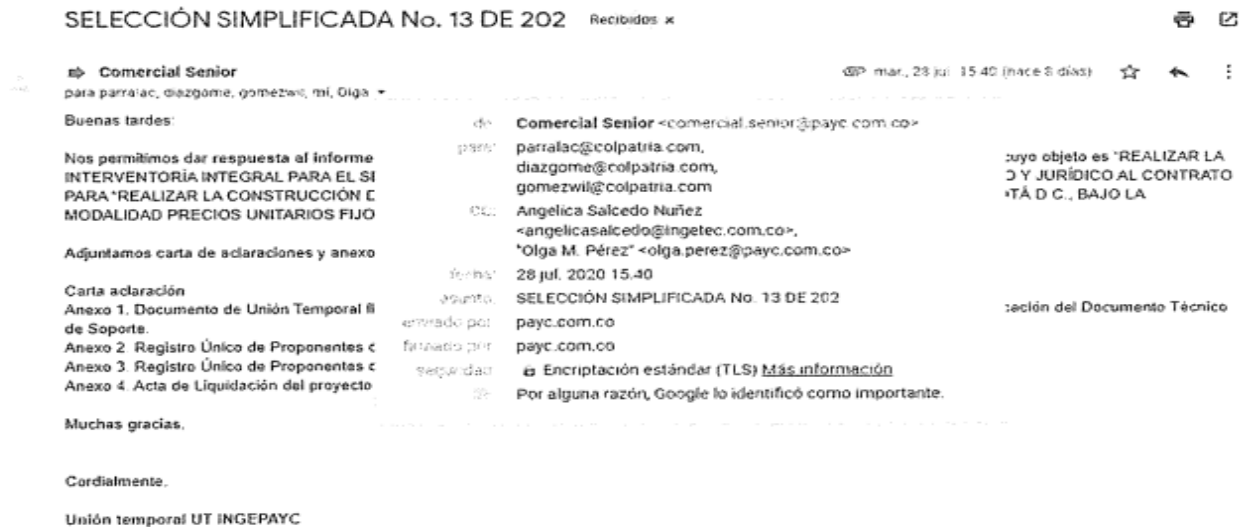 SELECCIÓN SIMPLIFICADA No. 13 DE 202 Recibidos x
Comercial Senior
mar., 28 jul. 15:40 (hace 8 días)
para parralac, diazgome, gomezwil, mí, Olga
Buenas tardes:
Nos permitimos dar respuesta al informe
cuyo objeto es "REALIZAR LA
INTERVENTORÍA INTEGRAL PARA EL
O Y JURÍDICO AL CONTRATO
PARA "REALIZAR LA CONSTRUCCIÓN D
TÁ D.C., BAJO LA
MODALIDAD PRECIOS UNITARIOS FIJO
Adjuntamos carta de aclaraciones y anexo
Carta aclaración
Anexo 1. Documento de Unión Temporal fi
cación del Documento Técnico
de Soporte.
Anexo 2. Registro Único de Proponentes
Anexo 3. Registro Único de Proponentes
Anexo 4. Acta de Liquidación del proyecto
Muchas gracias.
Cordialmente,
Unión temporal UT INGEPAYC
de: Comercial Senior <comercial.senior@payc.com.co>
para: parralac@colpatria.com,
diazgome@colpatria.com,
gomezwil@colpatria.com
CC: Angelica Salcedo Nuñez
<angelicasalcedo@ingetec.com.co>,
"Olga M. Pérez" <olga.perez@payc.com.co>
fecha: 28 jul. 2020 15:40
asunto: SELECCIÓN SIMPLIFICADA No. 13 DE 202
enviado por: payc.com.co
firmado por: payc.com.co
seguridad: Encriptación estándar (TLS) Más información
Por alguna razón, Google lo identificó como importante.